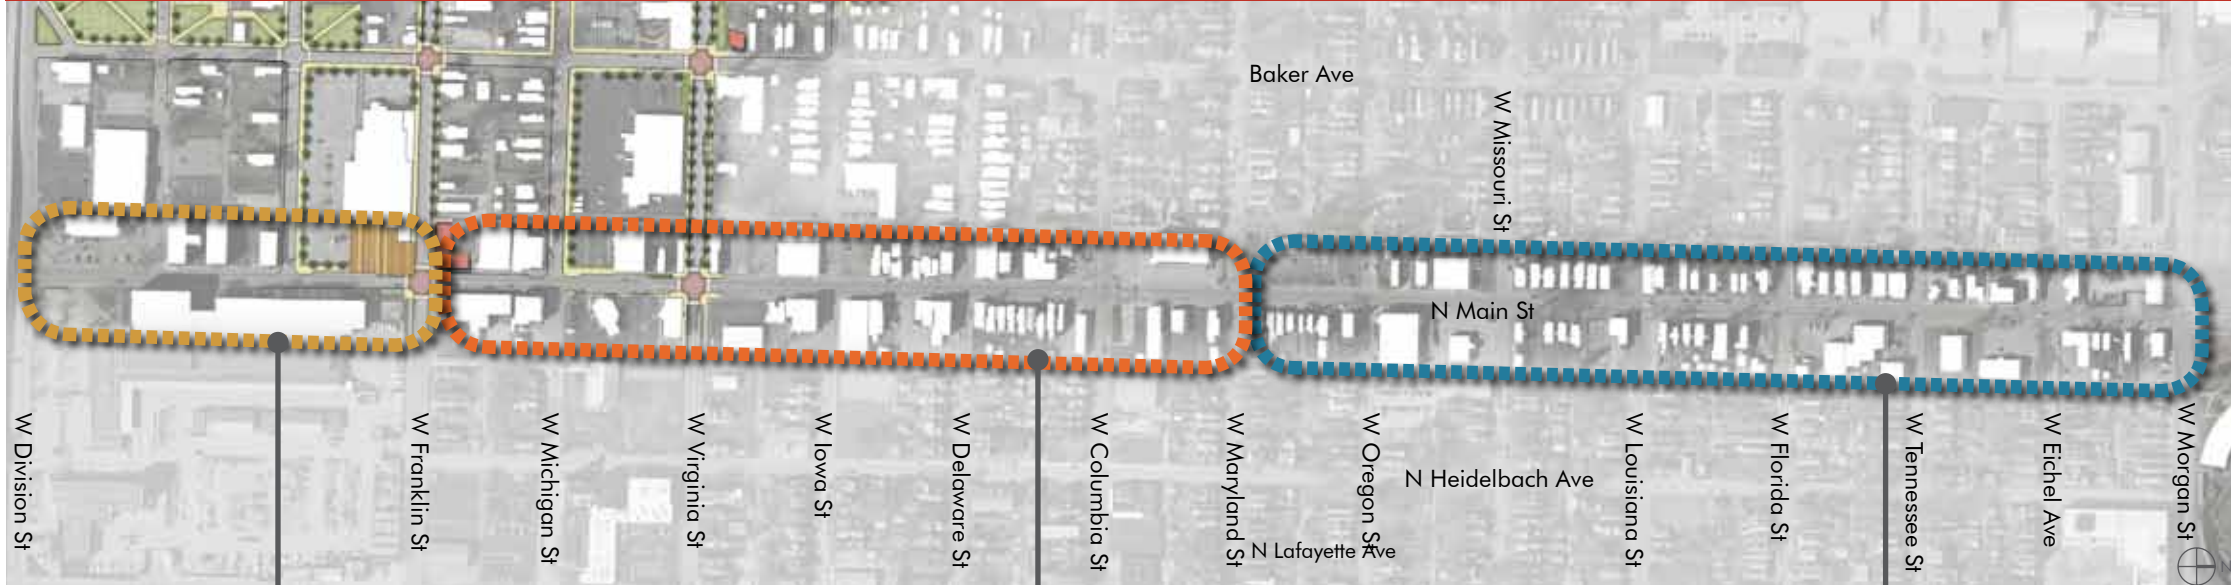 Baker Ave
W Missouri St
N Main St
W Division St
W Franklin St
W Michigan St
W Virginia St
W Iowa St
W Delaware St
W Columbia St
W Maryland St
W Oregon St
N Heidelbach Ave
W Louisiana St
W Florida St
W Tennessee St
W Eichel Ave
W Morgan St
N Lafayette Ave
N